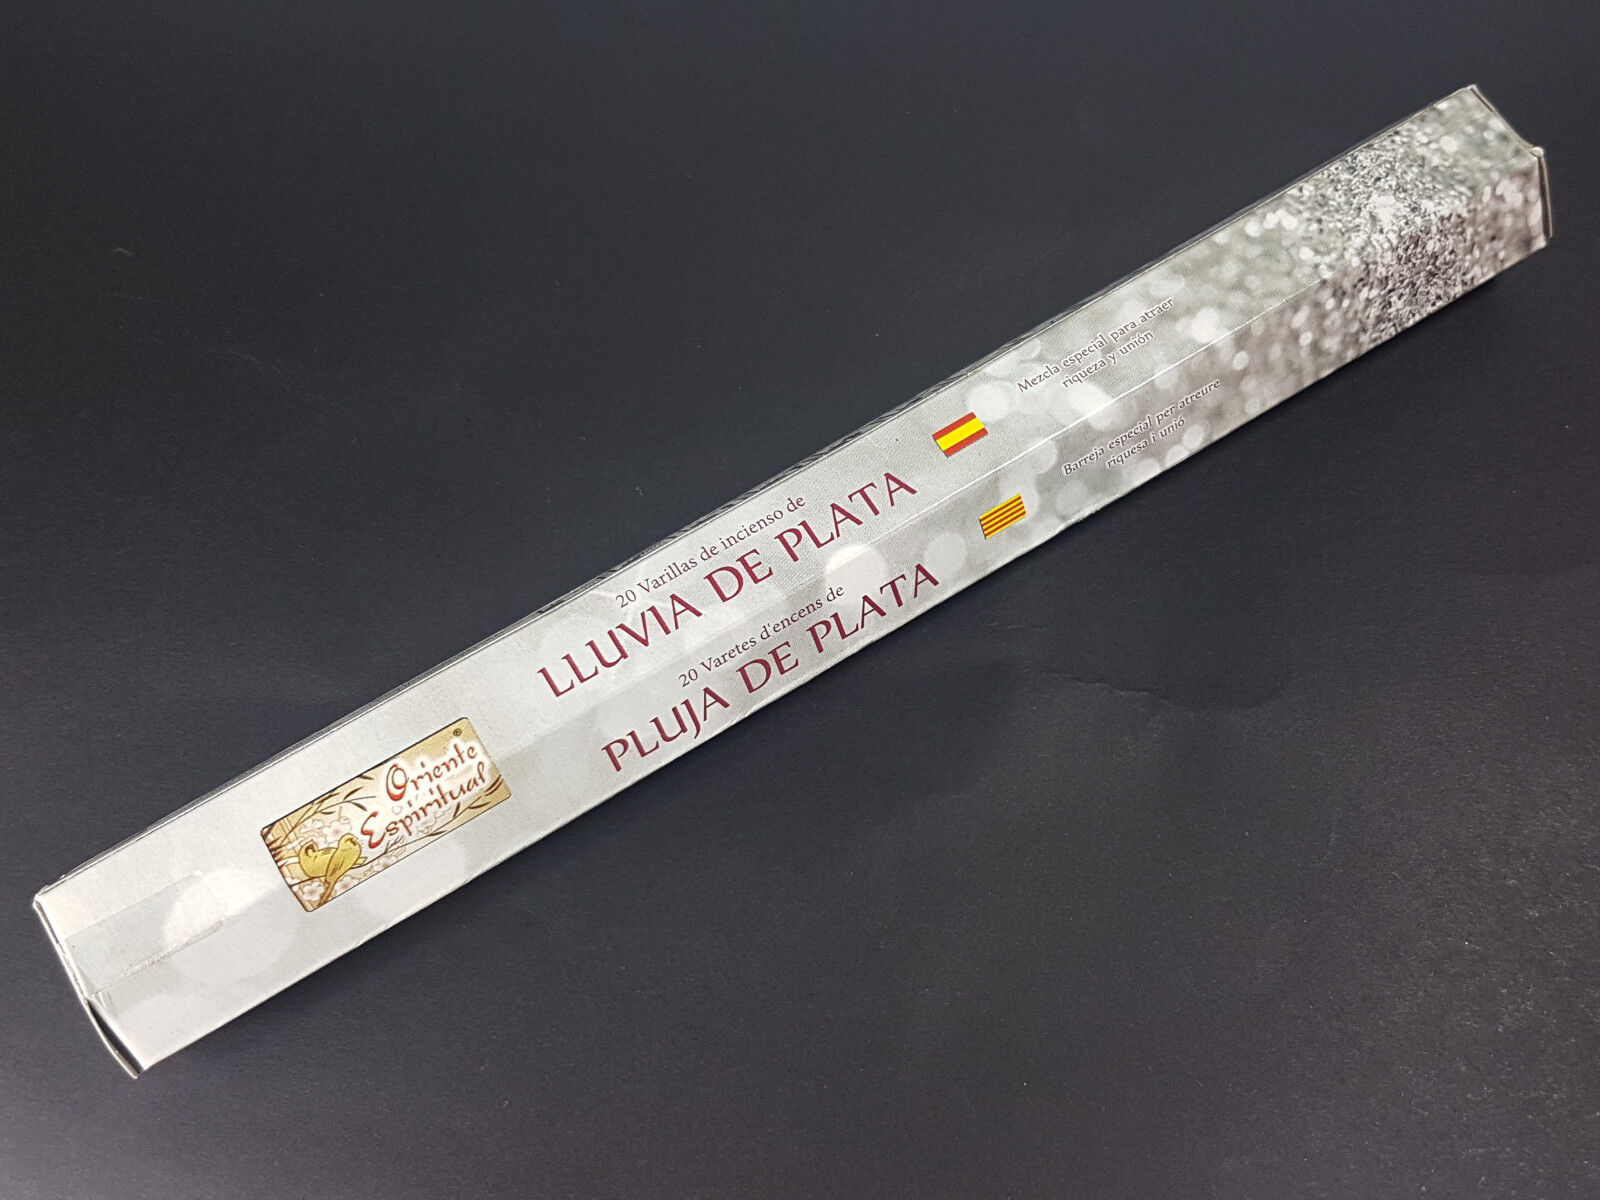 Oriente
Espiritual®
20 Varillas de incienso de
LLUVIA DE PLATA
Mezcla especial para atraer
riqueza y unión
20 Varetes d'encens de
PLUJA DE PLATA
Barreja especial per atreure
riquesa i unió